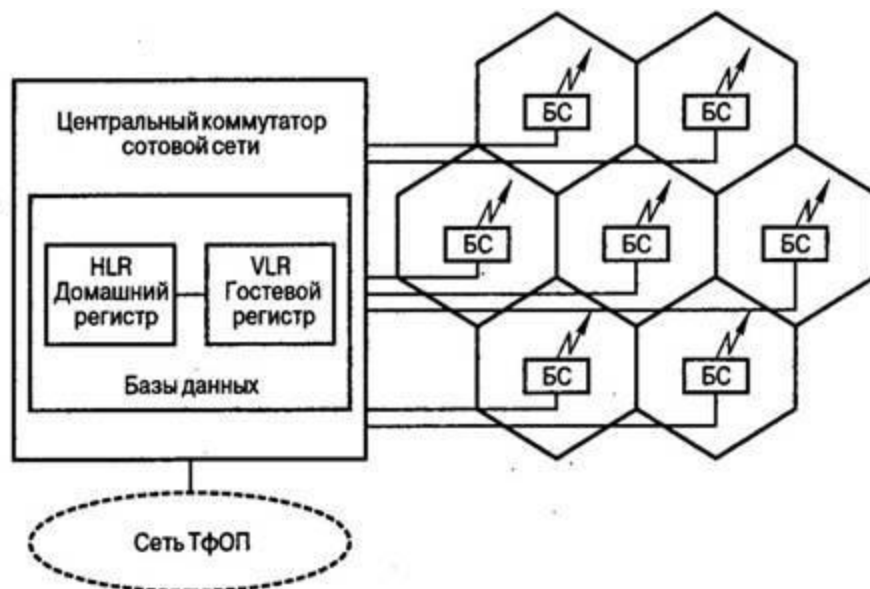 Центральный коммутатор
сотовой сети
HLR
Домашний
регистр
VLR
Гостевой
регистр
Базы данных
Сеть ТфОП
БС
БС
БС
БС
БС
БС
БС